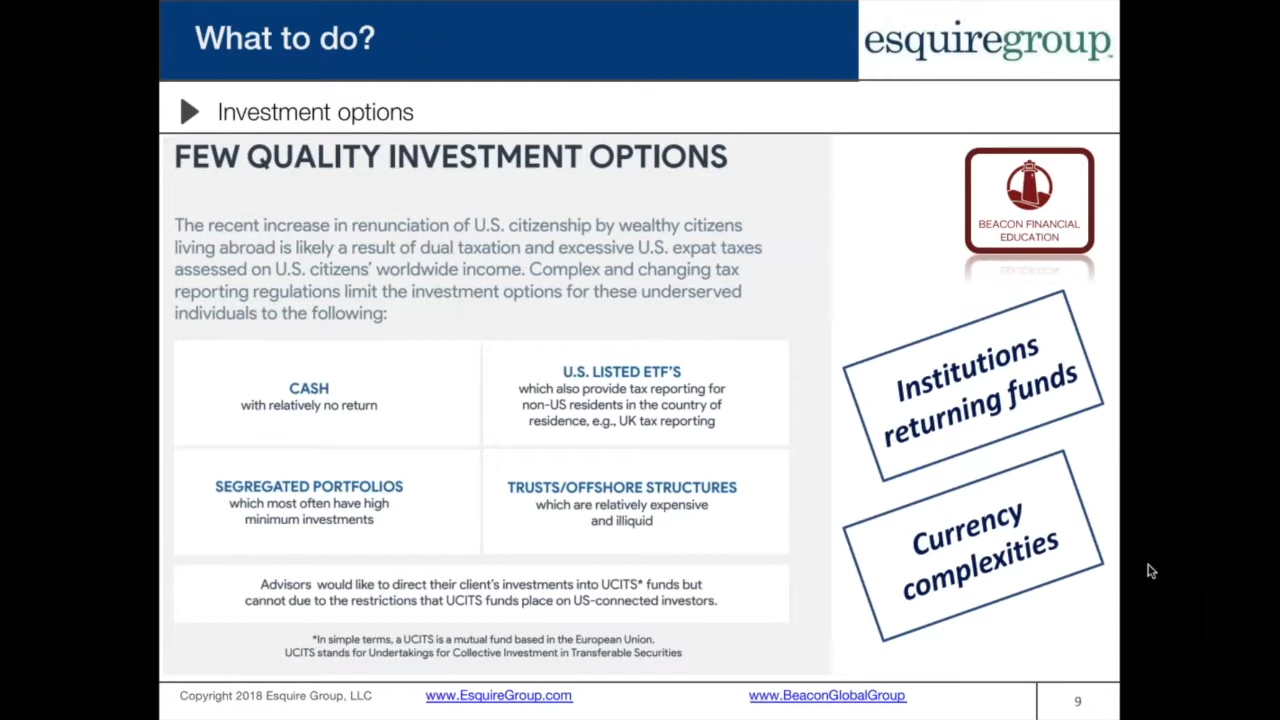 What to do?
esquiregroup
Investment options
FEW QUALITY INVESTMENT OPTIONS
The recent increase in renunciation of U.S. citizenship by wealthy citizens
living abroad is likely a result of dual taxation and excessive U.S. expat taxes
assessed on U.S. citizens’ worldwide income. Complex and changing tax
reporting regulations limit the investment options for these underserved
individuals to the following:
CASH
with relatively no return
U.S. LISTED ETF’S
which also provide tax reporting for
non-US residents in the country of
residence, e.g., UK tax reporting
SEGREGATED PORTFOLIOS
which most often have high
minimum investments
TRUSTS/OFFSHORE STRUCTURES
which are relatively expensive
and illiquid
Advisors would like to direct their client’s investments into UCITS* funds but
cannot due to the restrictions that UCITS funds place on US-connected investors.
*In simple terms, a UCITS is a mutual fund based in the European Union.
UCITS stands for Undertakings for Collective Investment in Transferable Securities
BEACON FINANCIAL
EDUCATION
Institutions
returning funds
Currency
complexities
Copyright 2018 Esquire Group, LLC
www.EsquireGroup.com
www.BeaconGlobalGroup
9